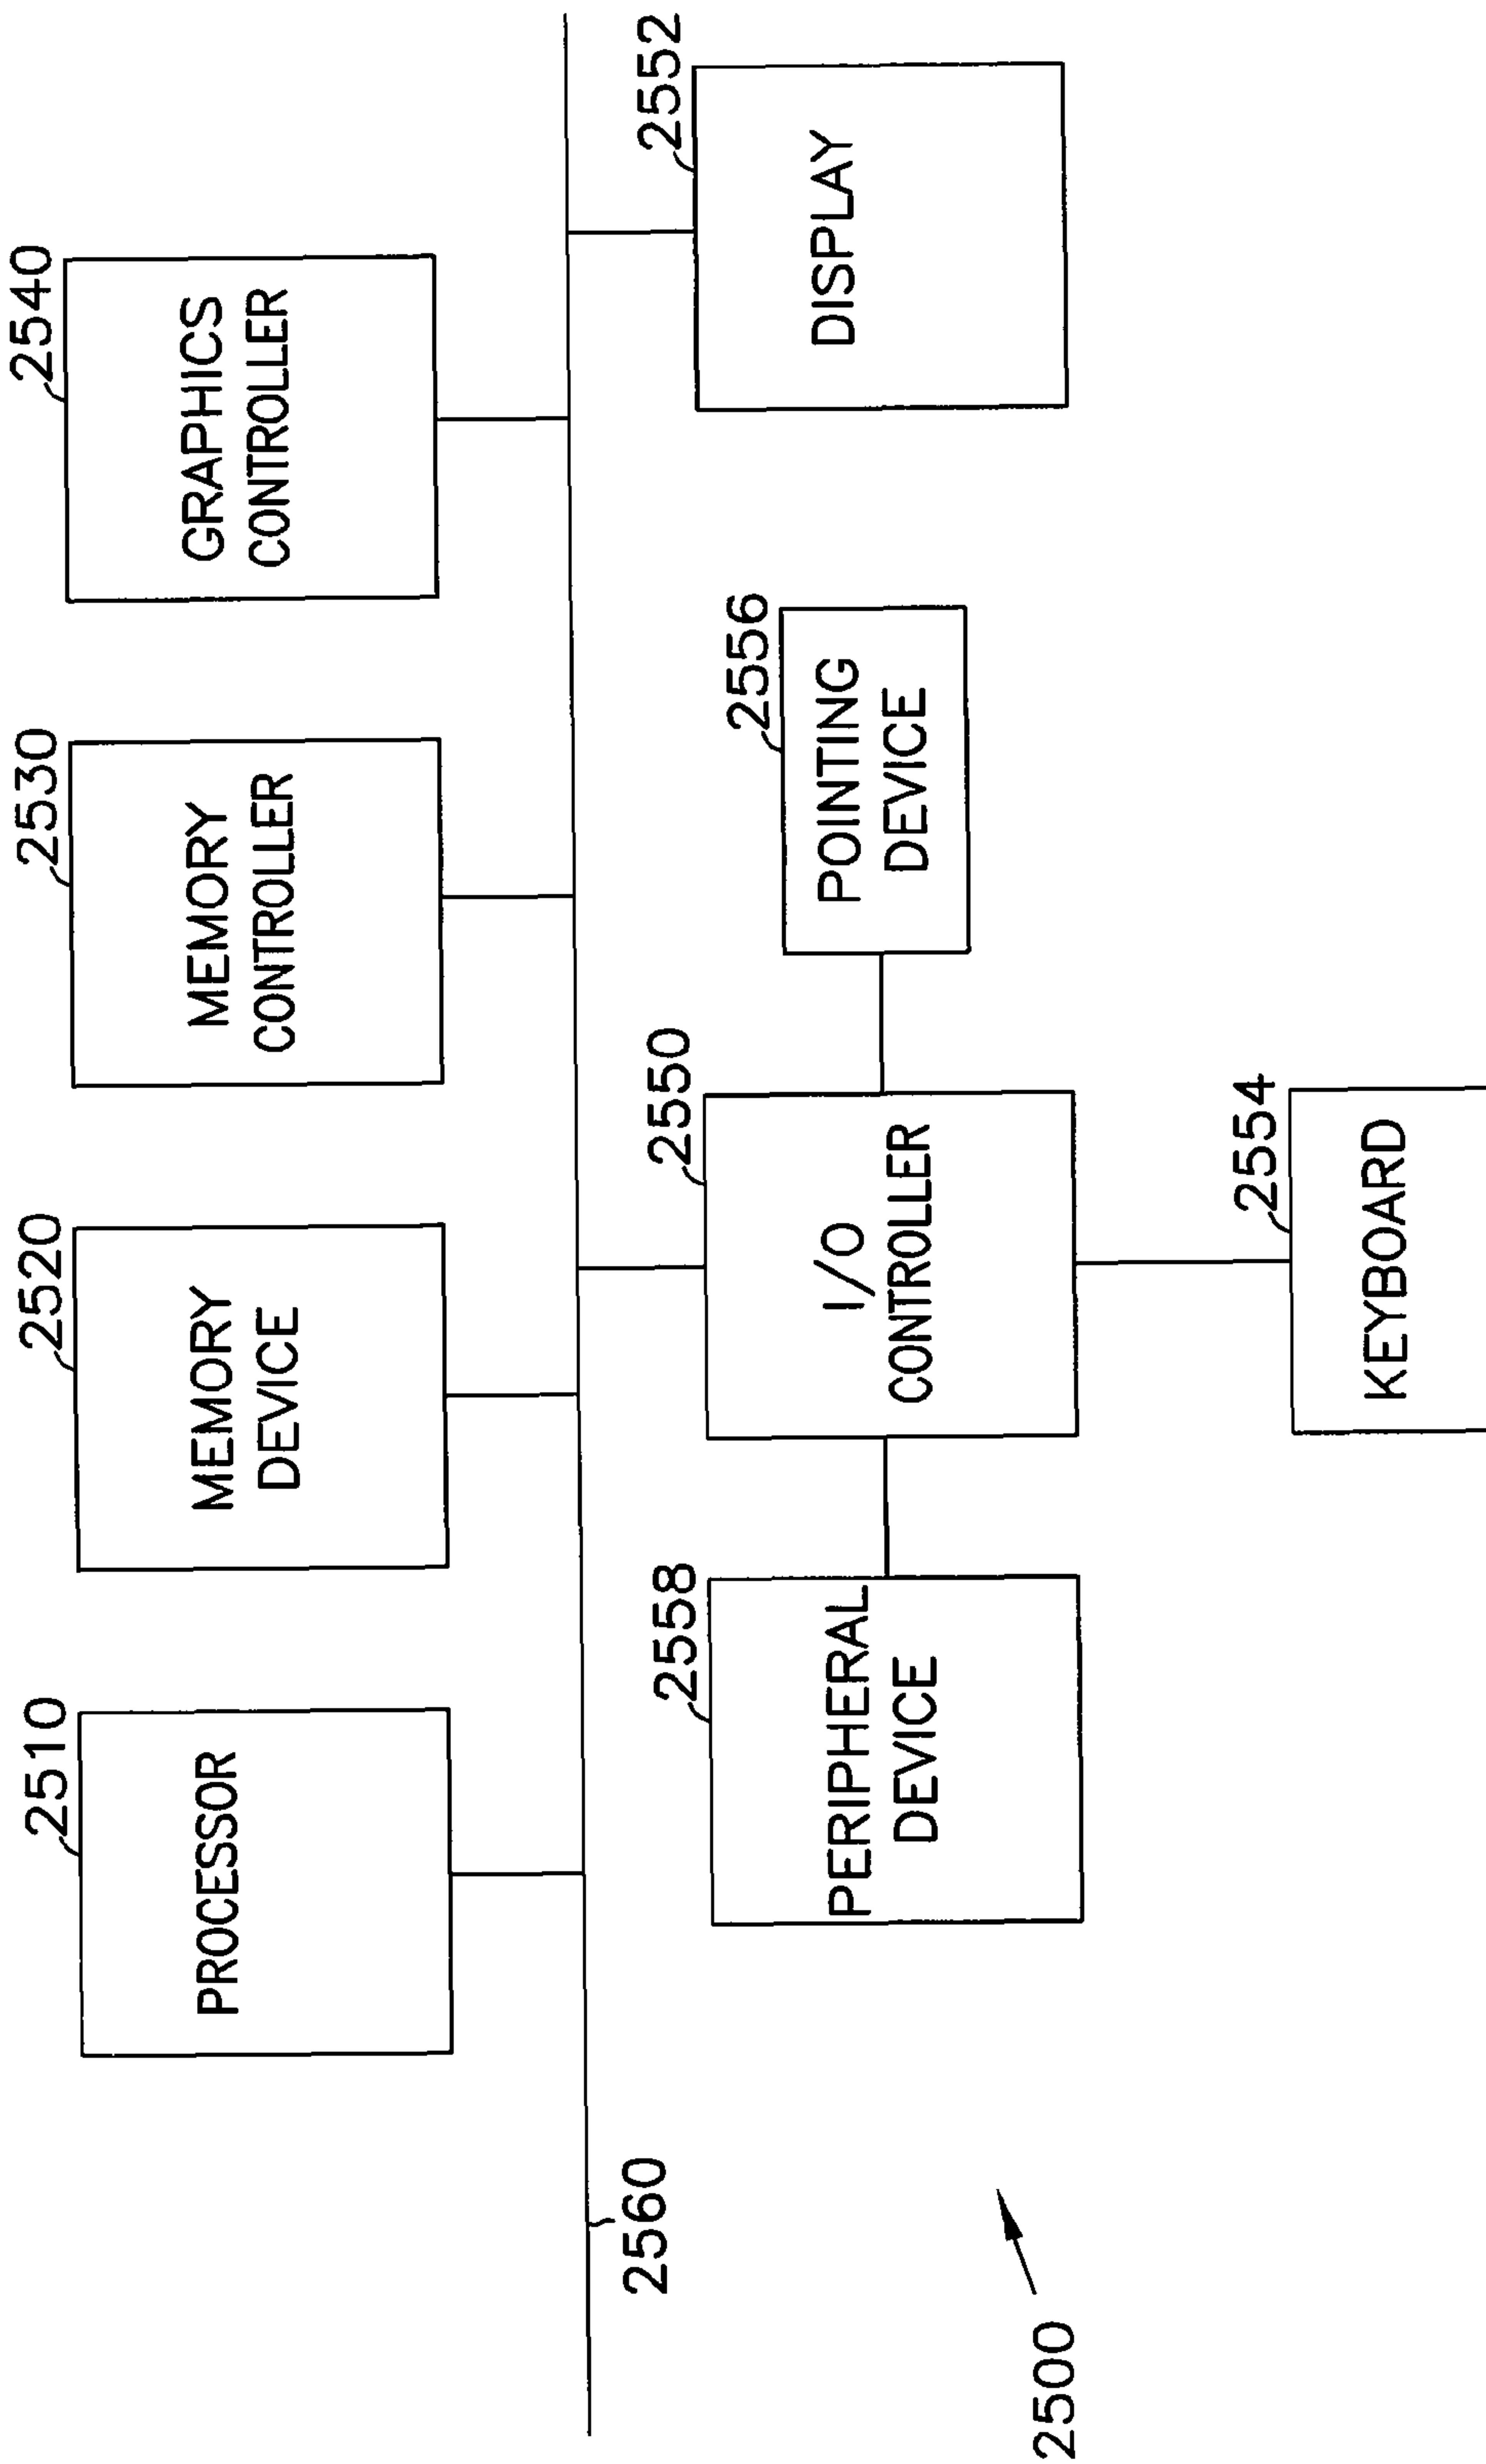 2510
PROCESSOR
2520
MEMORY
DEVICE
2530
MEMORY
CONTROLLER
2540
GRAPHICS
CONTROLLER
2560
2558
PERIPHERAL
DEVICE
2550
I/O
CONTROLLER
2556
POINTING
DEVICE
2552
DISPLAY
2554
KEYBOARD
2500